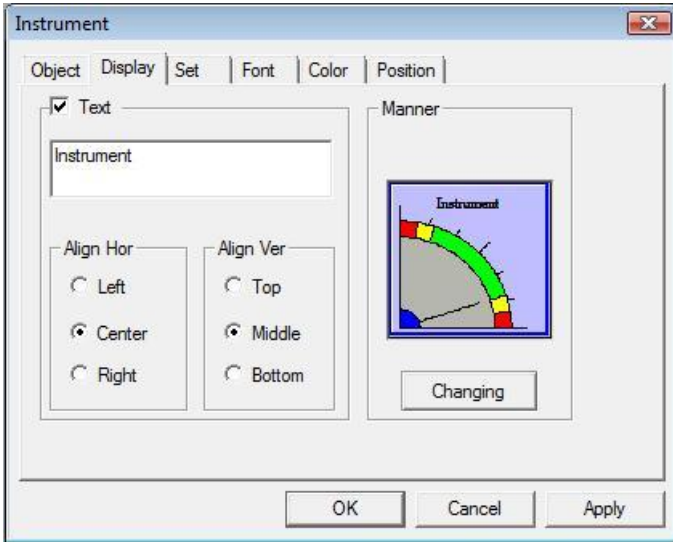 Instrument
Object Display Set Font Color Position
Text
Instrument
Align Hor
Left
Center
Right
Align Ver
Top
Middle
Bottom
Manner
Instrument
Changing
OK Cancel Apply